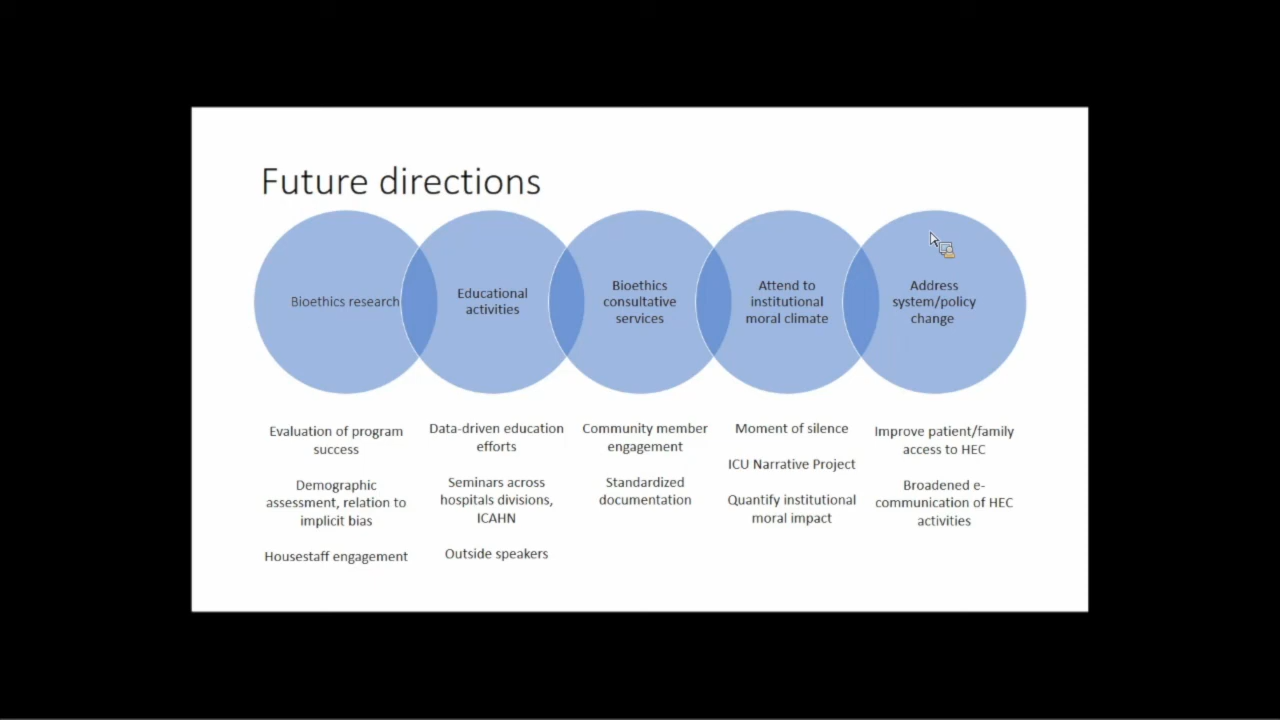 Future directions
Bioethics research
Educational
activities
Bioethics
consultative
services
Attend to
institutional
moral climate
Address
system/policy
change
Evaluation of program
success
Demographic
assessment, relation to
implicit bias
Housestaff engagement
Data-driven education
efforts
Seminars across
hospitals divisions,
ICAHN
Outside speakers
Community member
engagement
Standardized
documentation
Moment of silence
ICU Narrative Project
Quantify institutional
moral impact
Improve patient/family
access to HEC
Broadened e-
communication of HEC
activities